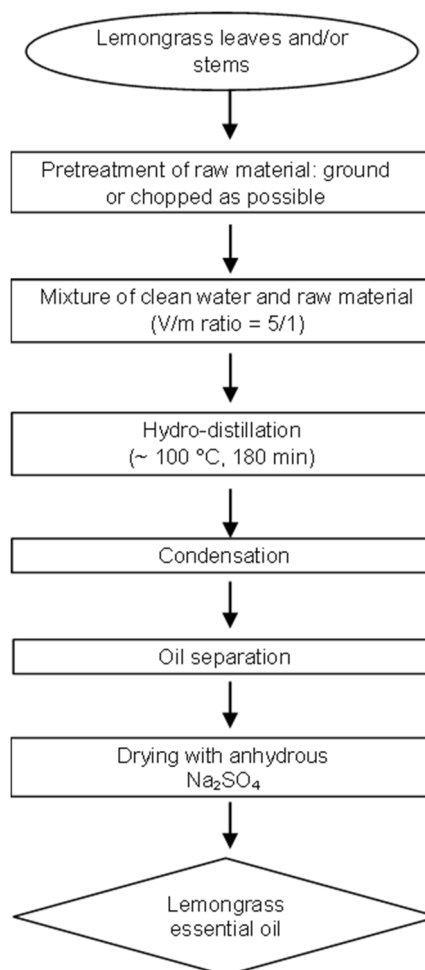 Lemongrass leaves and/or
stems
Pretreatment of raw material: ground
or chopped as possible
Mixture of clean water and raw material
(V/m ratio = 5/1)
Hydro-distillation
(~ 100 °C, 180 min)
Condensation
Oil separation
Drying with anhydrous
Na₂SO₄
Lemongrass
essential oil